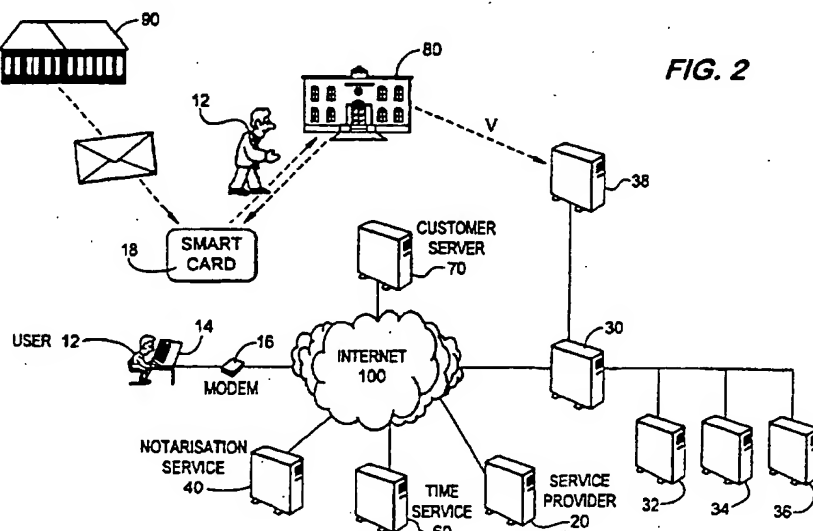 90
80
FIG. 2
12
V
38
18
SMART
CARD
CUSTOMER
SERVER
70
30
USER 12
14
16
MODEM
INTERNET
100
NOTARISATION
SERVICE
40
TIME
SERVICE
60
SERVICE
PROVIDER
20
32
34
36